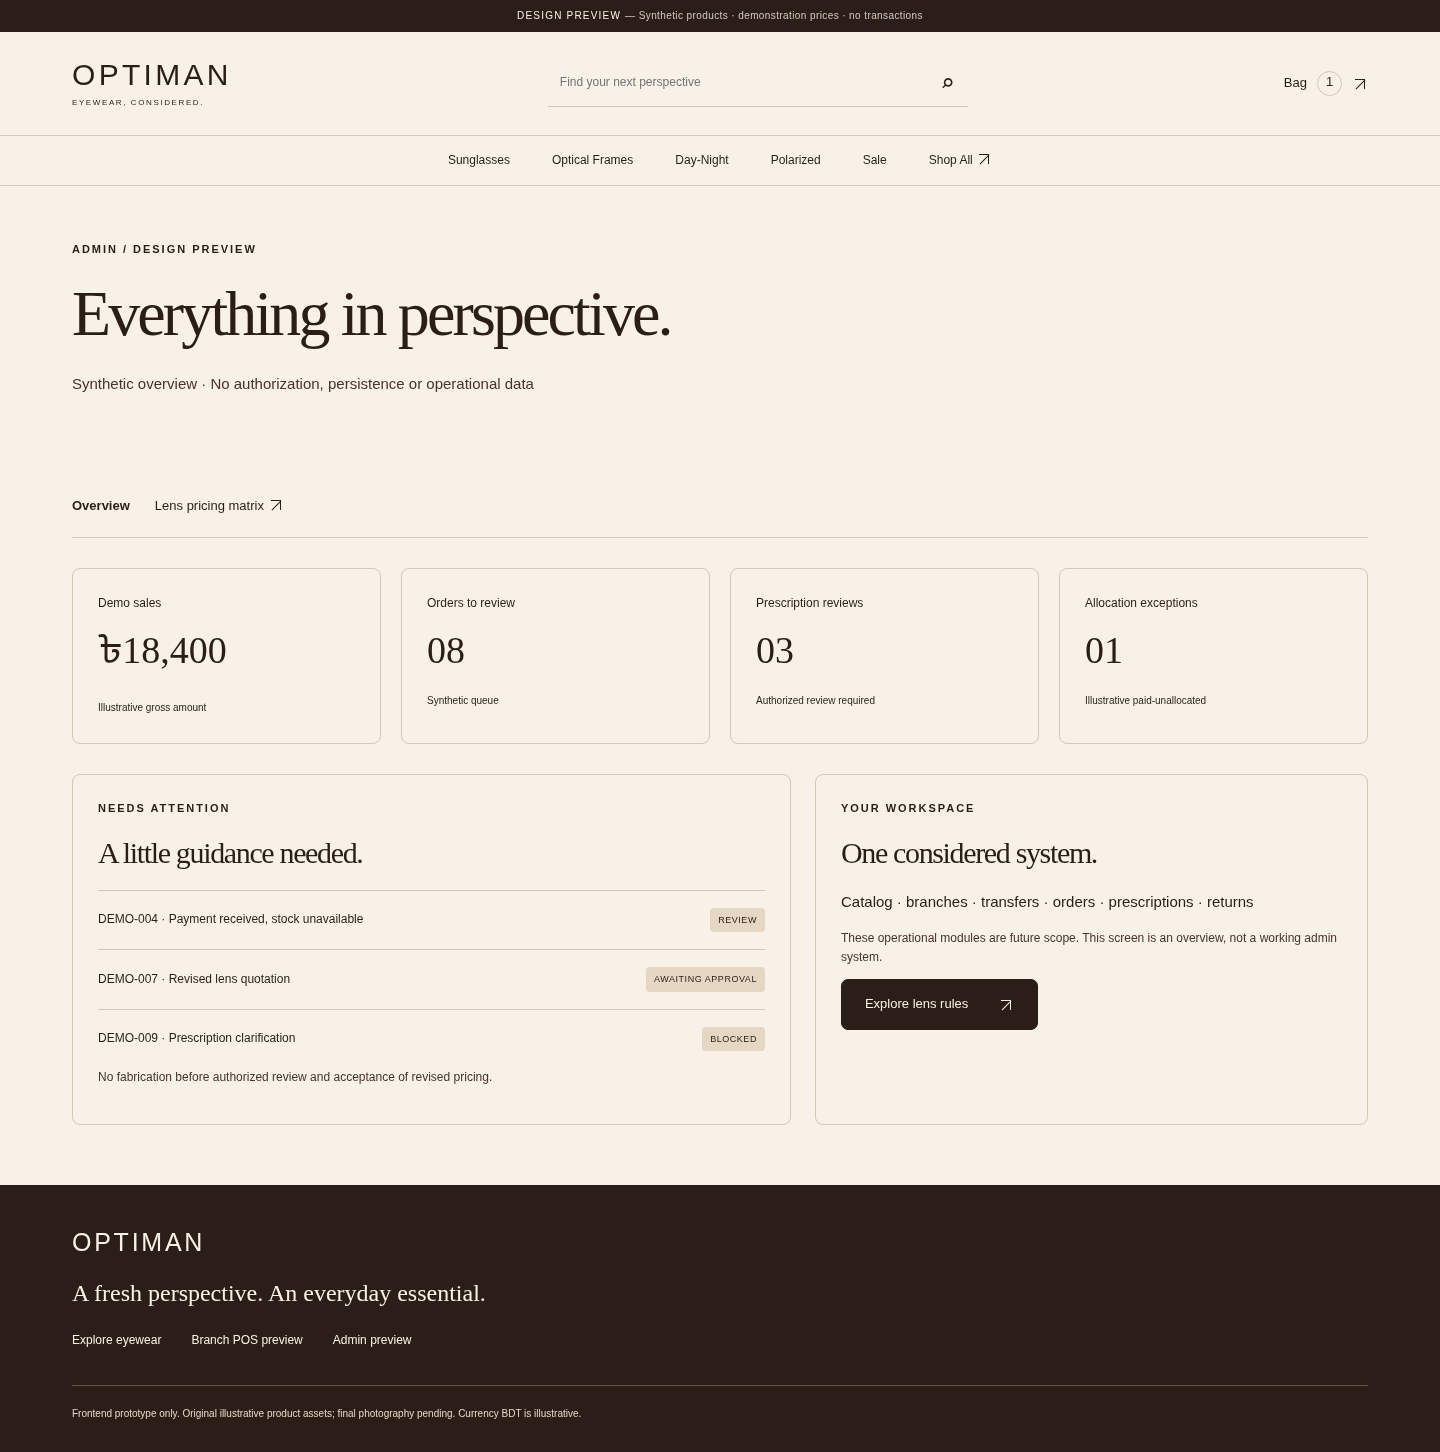 DESIGN PREVIEW — Synthetic products · demonstration prices · no transactions
OPTIMAN
EYEWEAR, CONSIDERED.
Find your next perspective
Bag 1
Sunglasses Optical Frames Day-Night Polarized Sale Shop All
ADMIN / DESIGN PREVIEW
Everything in perspective.
Synthetic overview · No authorization, persistence or operational data
Overview Lens pricing matrix
Demo sales
৳18,400
Illustrative gross amount
Orders to review
08
Synthetic queue
Prescription reviews
03
Authorized review required
Allocation exceptions
01
Illustrative paid-unallocated
NEEDS ATTENTION
A little guidance needed.
DEMO-004 · Payment received, stock unavailable REVIEW
DEMO-007 · Revised lens quotation AWAITING APPROVAL
DEMO-009 · Prescription clarification BLOCKED
No fabrication before authorized review and acceptance of revised pricing.
YOUR WORKSPACE
One considered system.
Catalog · branches · transfers · orders · prescriptions · returns
These operational modules are future scope. This screen is an overview, not a working admin
system.
Explore lens rules
OPTIMAN
A fresh perspective. An everyday essential.
Explore eyewear Branch POS preview Admin preview
Frontend prototype only. Original illustrative product assets; final photography pending. Currency BDT is illustrative.